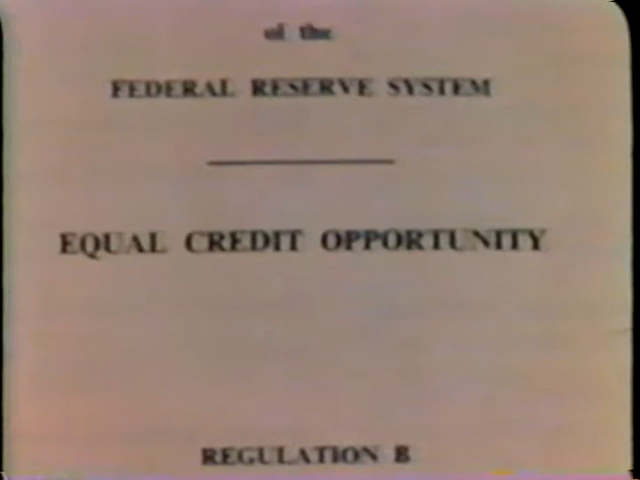 of the
FEDERAL RESERVE SYSTEM
EQUAL CREDIT OPPORTUNITY
REGULATION B